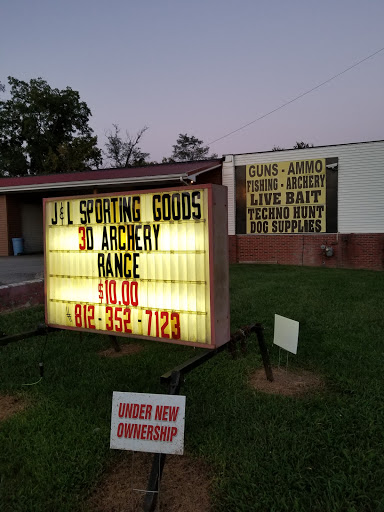 J&L SPORTING GOODS
3D ARCHERY
RANGE
$10.00
812-352-7123
GUNS - AMMO
FISHING - ARCHERY
LIVE BAIT
TECHNO HUNT
DOG SUPPLIES
UNDER NEW
OWNERSHIP